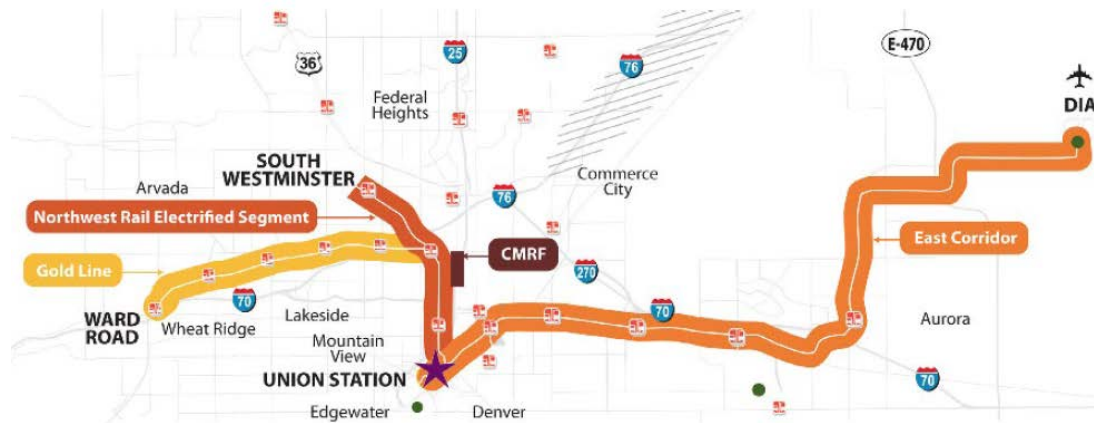 36
25
76
E-470
DIA
Federal
Heights
SOUTH
WESTMINSTER
Arvada
Commerce
City
76
Northwest Rail Electrified Segment
CMRF
East Corridor
Gold Line
270
70
70
WARD
ROAD
Wheat Ridge
Lakeside
Aurora
Mountain
View
UNION STATION
70
Edgewater
Denver